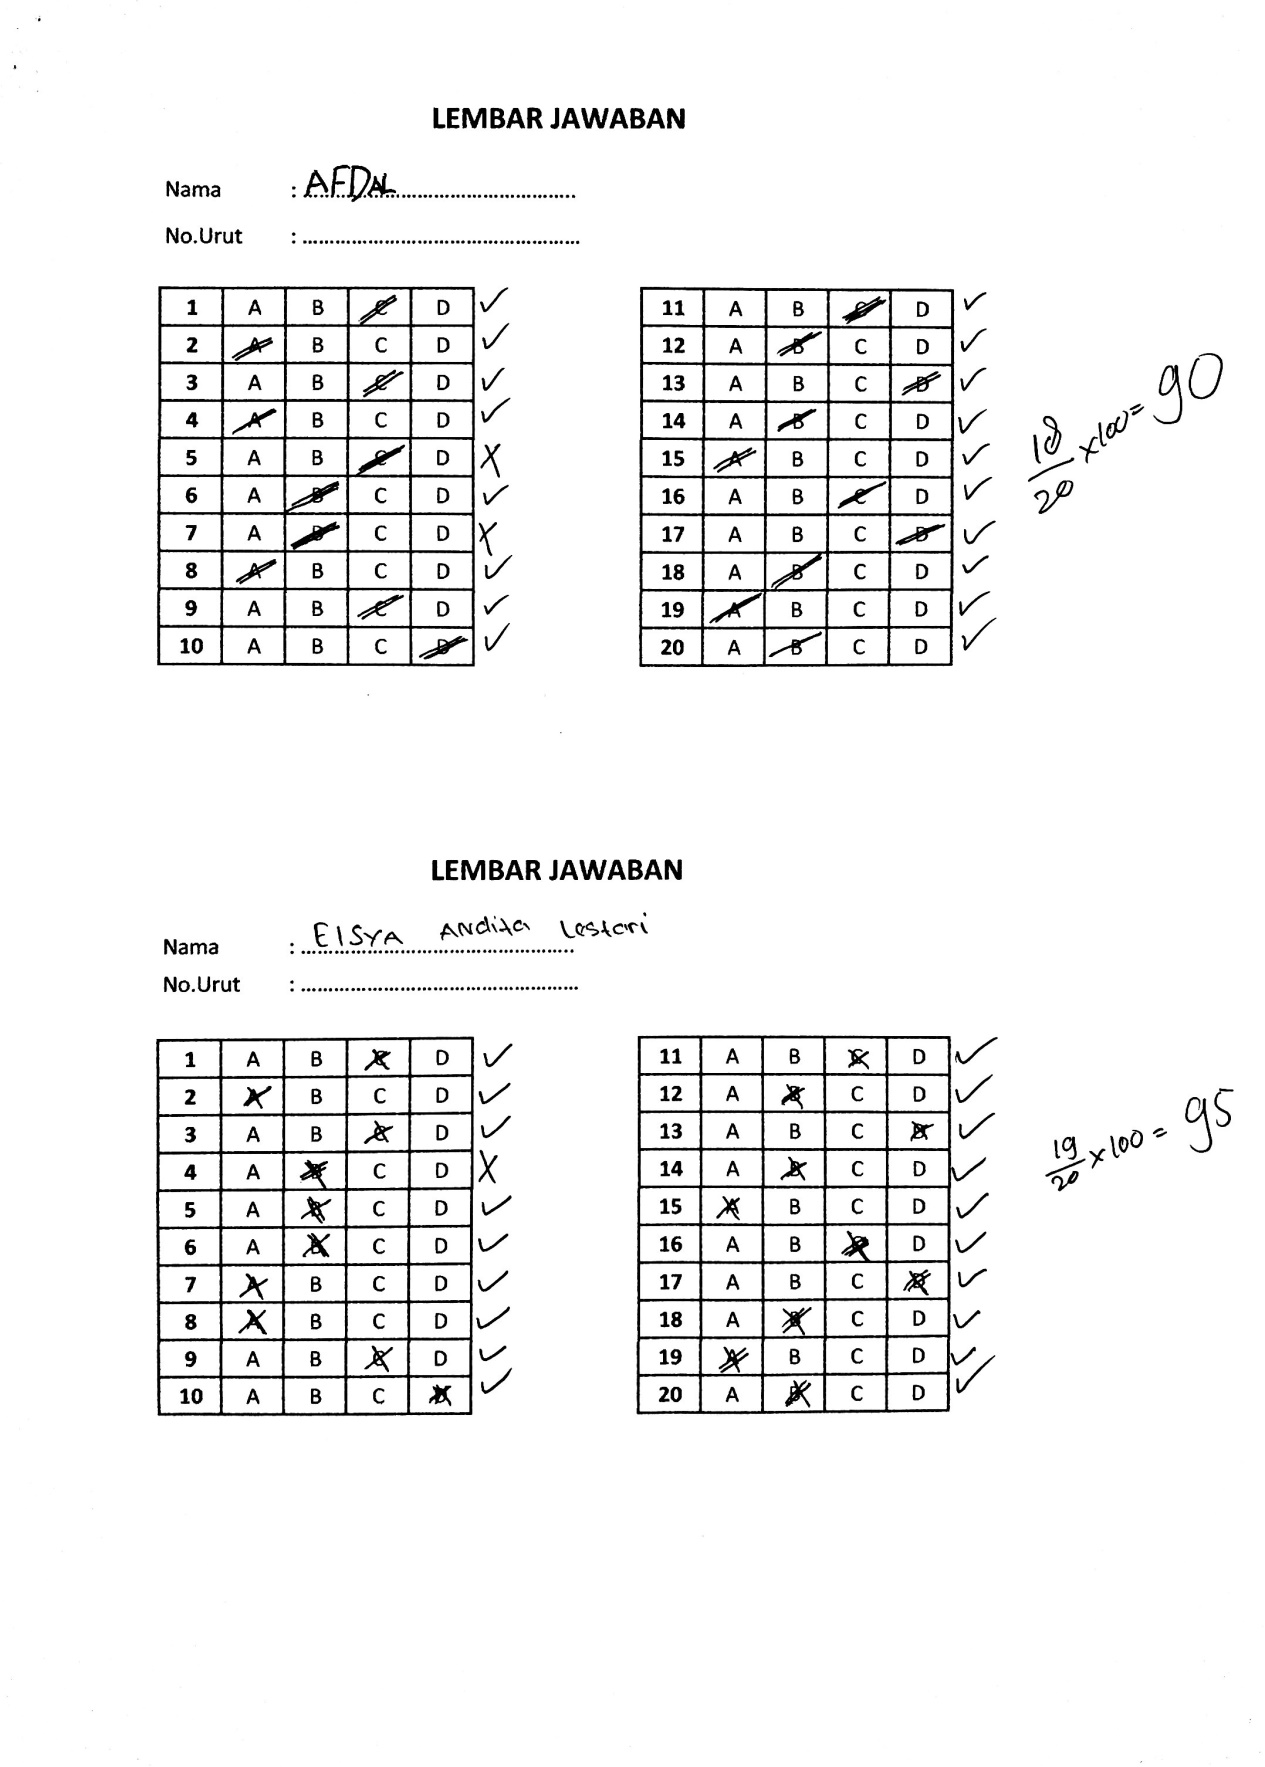 LEMBAR JAWABAN
Nama : AFDAL
No.Urut :
1 A B C D ✓
2 A B C D ✓
3 A B C D ✓
4 A B C D ✓
5 A B C D X
6 A B C D ✓
7 A B C D X
8 A B C D ✓
9 A B C D ✓
10 A B C D ✓
11 A B C D ✓
12 A B C D ✓
13 A B C D ✓
14 A B C D ✓
15 A B C D ✓
16 A B C D ✓
17 A B C D ✓
18 A B C D ✓
19 A B C D ✓
20 A B C D ✓
18/20 x100= 90
LEMBAR JAWABAN
Nama : EISYA Andita Lestari
No.Urut :
1 A B C D ✓
2 A B C D ✓
3 A B C D ✓
4 A B C D X
5 A B C D ✓
6 A B C D ✓
7 A B C D ✓
8 A B C D ✓
9 A B C D ✓
10 A B C D ✓
11 A B C D ✓
12 A B C D ✓
13 A B C D ✓
14 A B C D ✓
15 A B C D ✓
16 A B C D ✓
17 A B C D ✓
18 A B C D ✓
19 A B C D ✓
20 A B C D ✓
19/20 x100 = 95